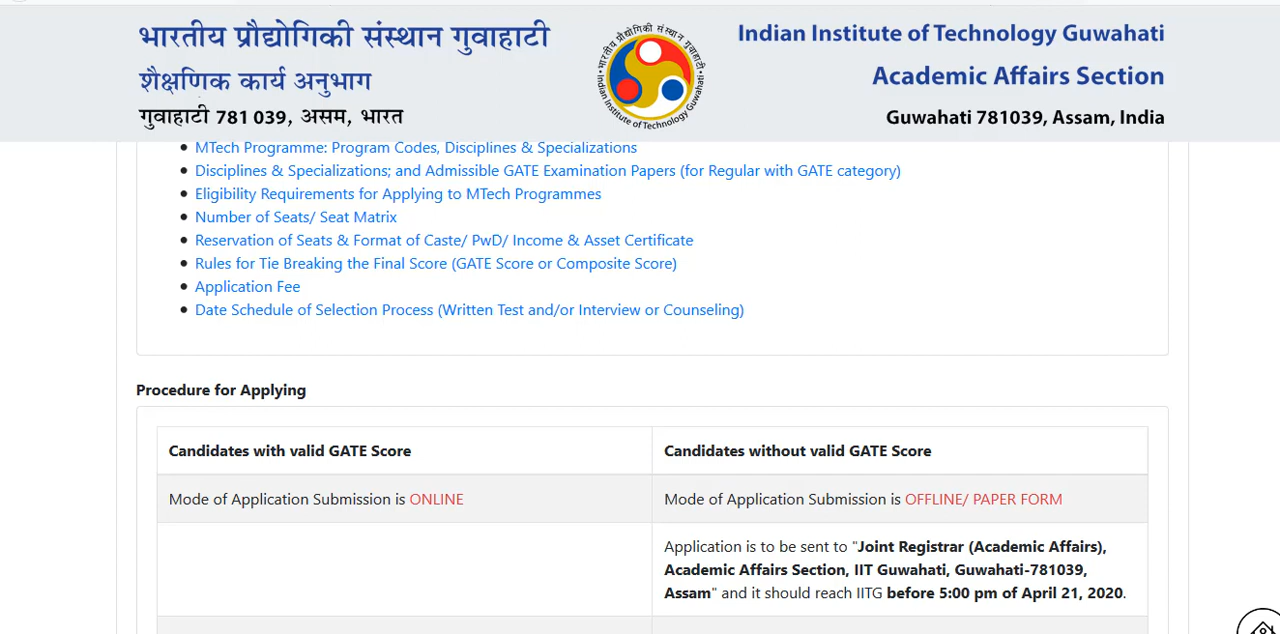 भारतीय प्रौद्योगिकी संस्थान गुवाहाटी
शैक्षणिक कार्य अनुभाग
गुवाहाटी 781 039, असम, भारत
भारतीय प्रौद्योगिकी संस्थान गुवाहाटी
Indian Institute of Technology Guwahati
Indian Institute of Technology Guwahati
Academic Affairs Section
Guwahati 781039, Assam, India
MTech Programme: Program Codes, Disciplines & Specializations
Disciplines & Specializations; and Admissible GATE Examination Papers (for Regular with GATE category)
Eligibility Requirements for Applying to MTech Programmes
Number of Seats/ Seat Matrix
Reservation of Seats & Format of Caste/ PwD/ Income & Asset Certificate
Rules for Tie Breaking the Final Score (GATE Score or Composite Score)
Application Fee
Date Schedule of Selection Process (Written Test and/or Interview or Counseling)
Procedure for Applying
Candidates with valid GATE Score
Candidates without valid GATE Score
Mode of Application Submission is ONLINE
Mode of Application Submission is OFFLINE/ PAPER FORM
Application is to be sent to "Joint Registrar (Academic Affairs),
Academic Affairs Section, IIT Guwahati, Guwahati-781039,
Assam" and it should reach IITG before 5:00 pm of April 21, 2020.